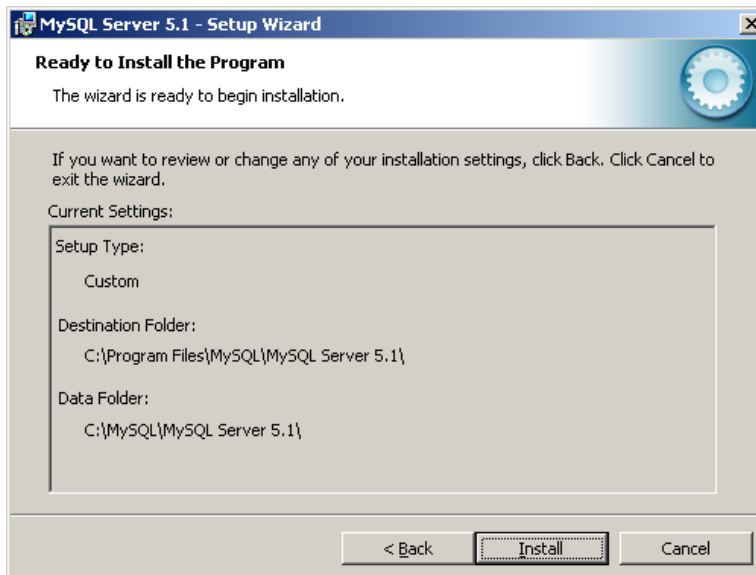 MySQL Server 5.1 - Setup Wizard
Ready to Install the Program
The wizard is ready to begin installation.
If you want to review or change any of your installation settings, click Back. Click Cancel to
exit the wizard.
Current Settings:
Setup Type:
Custom
Destination Folder:
C:\Program Files\MySQL\MySQL Server 5.1\
Data Folder:
C:\MySQL\MySQL Server 5.1\
< Back
Install
Cancel